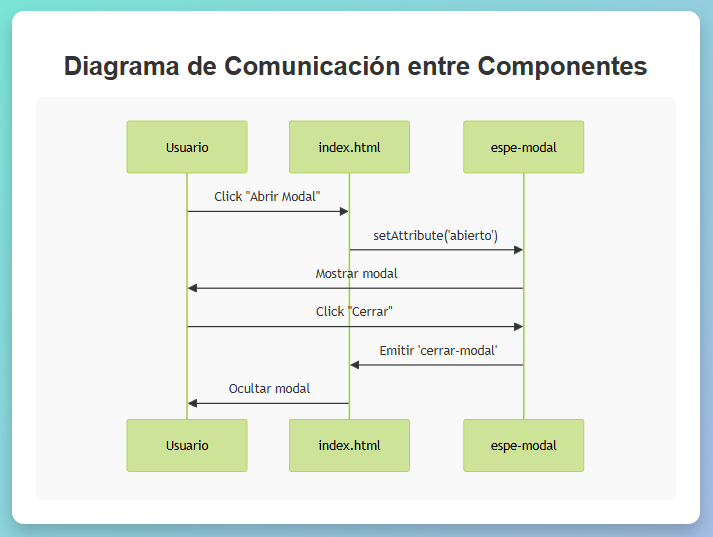 Diagrama de Comunicación entre Componentes
Usuario
index.html
espe-modal
Click "Abrir Modal"
setAttribute('abierto')
Mostrar modal
Click "Cerrar"
Emitir 'cerrar-modal'
Ocultar modal
Usuario
index.html
espe-modal